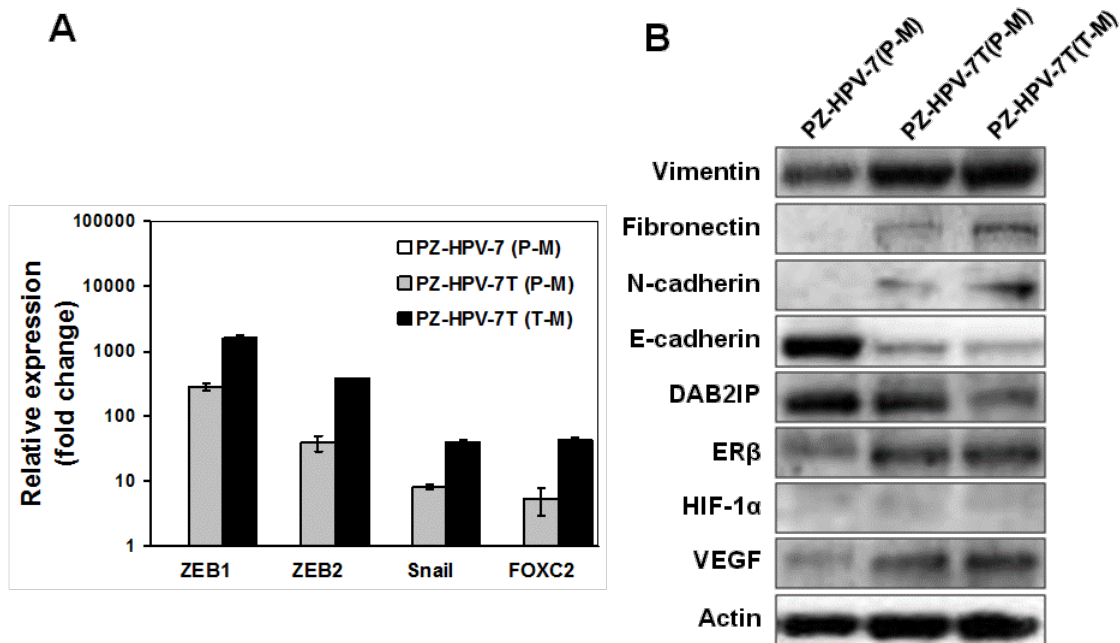 A
Relative expression
(fold change)
100000
10000
1000
100
10
1
PZ-HPV-7 (P-M)
PZ-HPV-7T (P-M)
PZ-HPV-7T (T-M)
ZEB1 ZEB2 Snail FOXC2
B
PZ-HPV-7(P-M)
PZ-HPV-7T(P-M)
PZ-HPV-7T(T-M)
Vimentin
Fibronectin
N-cadherin
E-cadherin
DAB2IP
ERβ
HIF-1α
VEGF
Actin